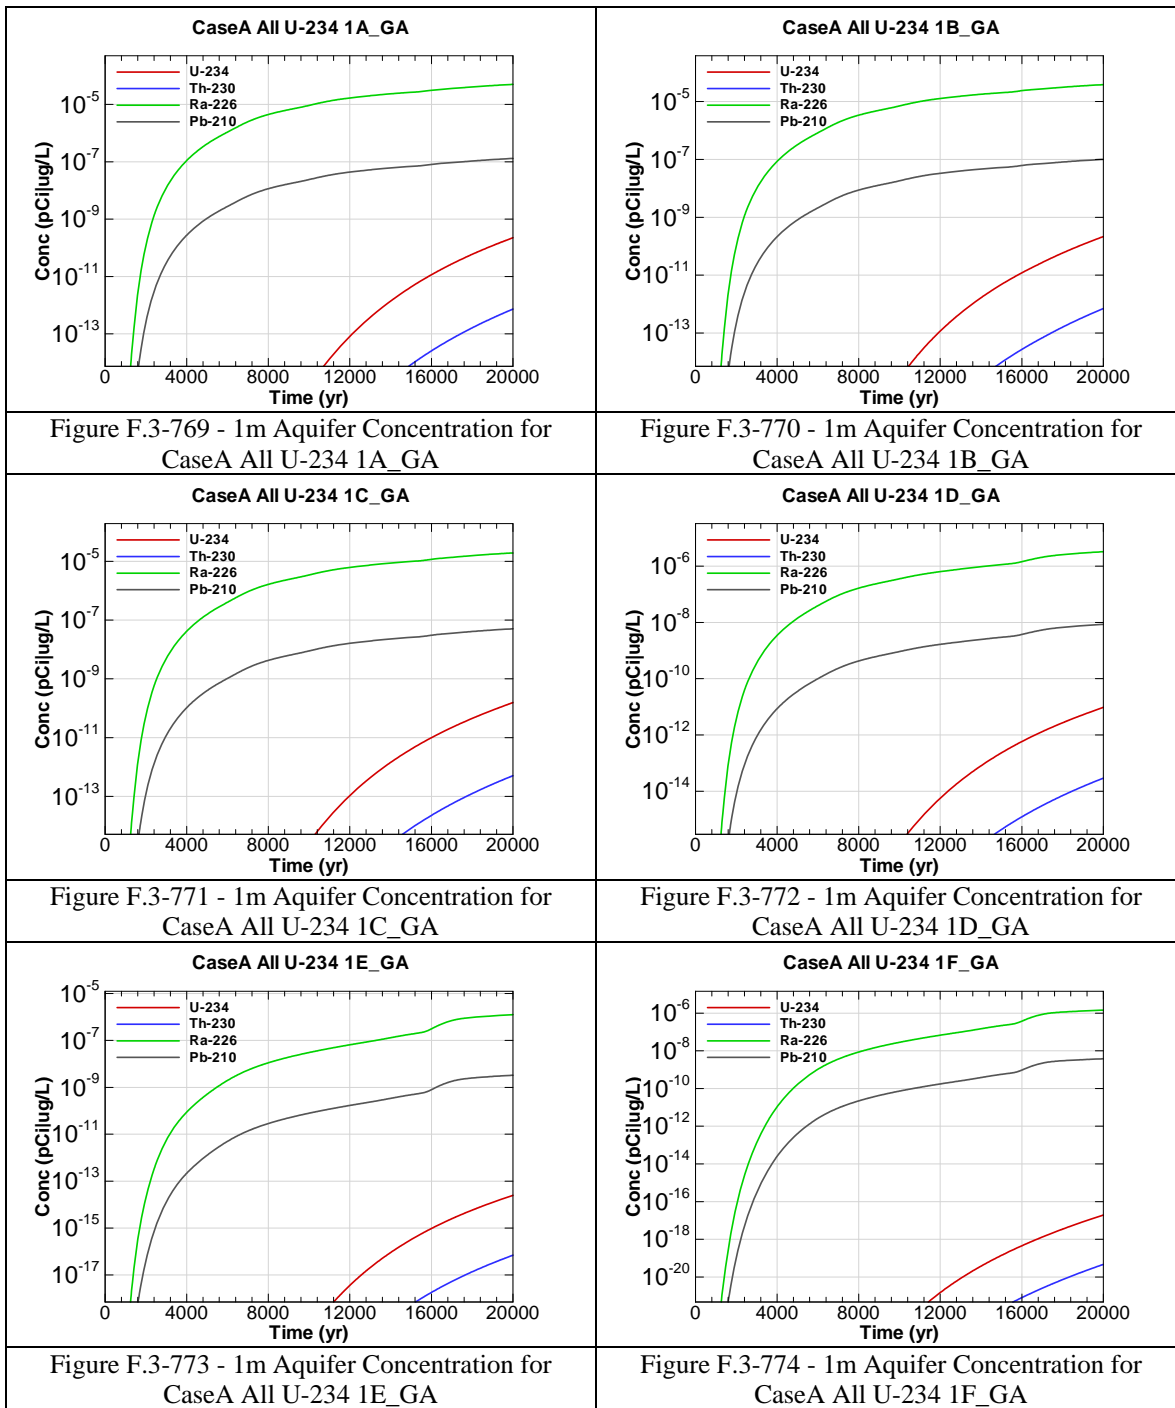 CaseA All U-234 1A_GA
U-234
Th-230
Ra-226
Pb-210
Conc (pCi|ug/L)
10-5
10-7
10-9
10-11
10-13
0 4000 8000 12000 16000 20000
Time (yr)
Figure F.3-769 - 1m Aquifer Concentration for
CaseA All U-234 1A_GA
CaseA All U-234 1B_GA
U-234
Th-230
Ra-226
Pb-210
Conc (pCi|ug/L)
10-5
10-7
10-9
10-11
10-13
0 4000 8000 12000 16000 20000
Time (yr)
Figure F.3-770 - 1m Aquifer Concentration for
CaseA All U-234 1B_GA
CaseA All U-234 1C_GA
U-234
Th-230
Ra-226
Pb-210
Conc (pCi|ug/L)
10-5
10-7
10-9
10-11
10-13
0 4000 8000 12000 16000 20000
Time (yr)
Figure F.3-771 - 1m Aquifer Concentration for
CaseA All U-234 1C_GA
CaseA All U-234 1D_GA
U-234
Th-230
Ra-226
Pb-210
Conc (pCi|ug/L)
10-6
10-8
10-10
10-12
10-14
0 4000 8000 12000 16000 20000
Time (yr)
Figure F.3-772 - 1m Aquifer Concentration for
CaseA All U-234 1D_GA
CaseA All U-234 1E_GA
U-234
Th-230
Ra-226
Pb-210
Conc (pCi|ug/L)
10-5
10-7
10-9
10-11
10-13
10-15
10-17
0 4000 8000 12000 16000 20000
Time (yr)
Figure F.3-773 - 1m Aquifer Concentration for
CaseA All U-234 1E_GA
CaseA All U-234 1F_GA
U-234
Th-230
Ra-226
Pb-210
Conc (pCi|ug/L)
10-6
10-8
10-10
10-12
10-14
10-16
10-18
10-20
0 4000 8000 12000 16000 20000
Time (yr)
Figure F.3-774 - 1m Aquifer Concentration for
CaseA All U-234 1F_GA